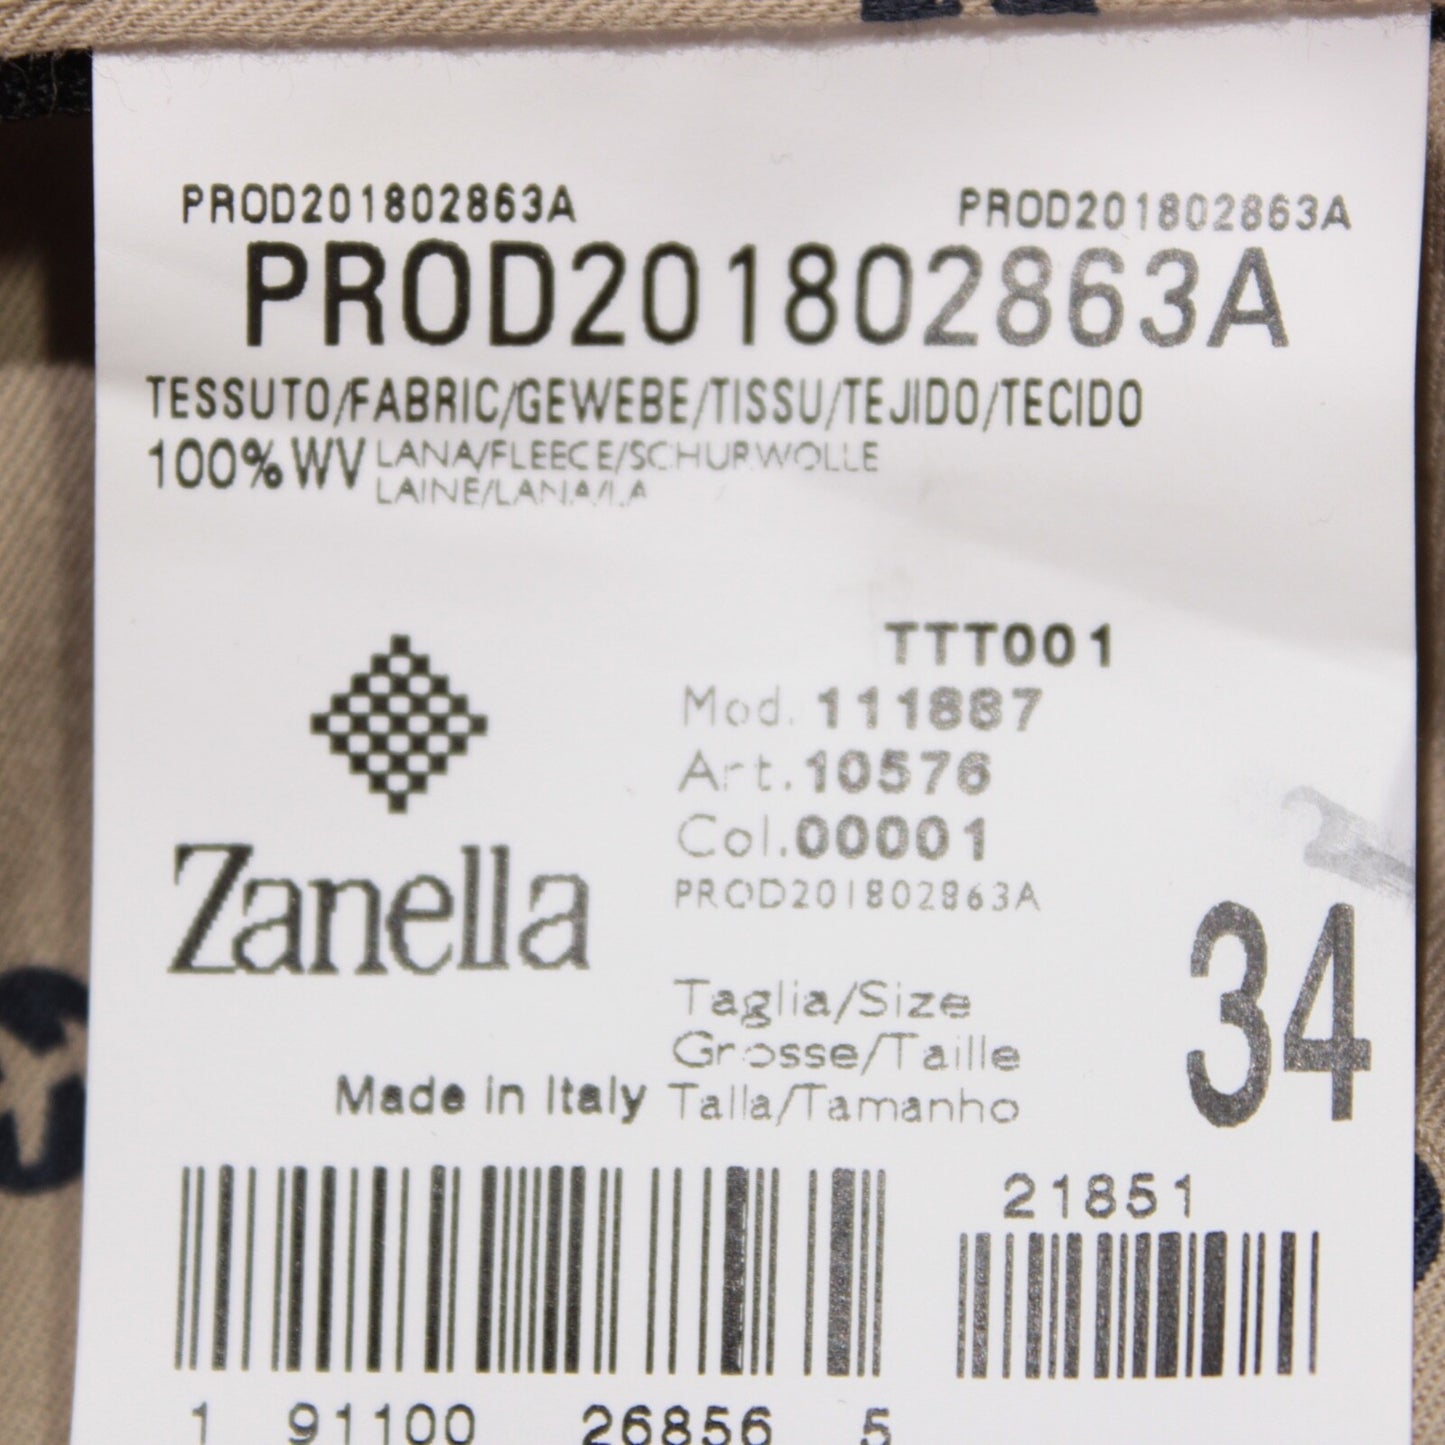 PROD201802863A PROD201802863A
PROD201802863A
TESSUTO/FABRIC/GEWEBE/TISSU/TEJIDO/TECIDO
100% WV LANA/FLEECE/SCHURWOLLE
LAINE/LANA/LA
TTT001
Mod. 111887
Art. 10576
Col. 00001
PROD201802863A
Zanella
34
Taglia/Size
Grosse/Taille
Made in Italy Talla/Tamanho
21851
1 91100 26856 5